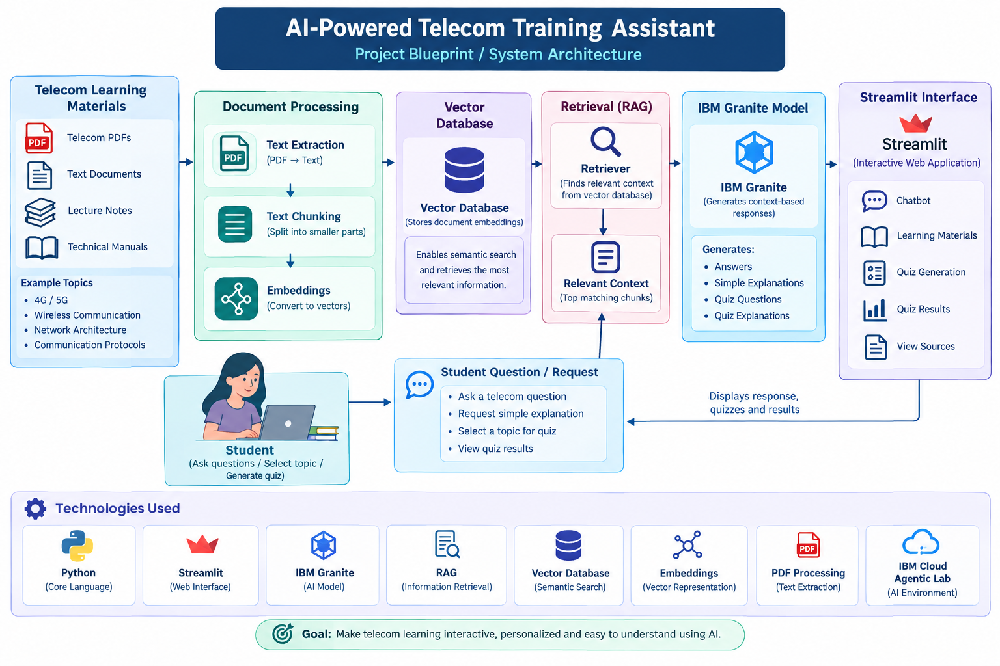 AI-Powered Telecom Training Assistant
Project Blueprint / System Architecture
Telecom Learning
Materials
PDF
Telecom PDFs
Text Documents
Lecture Notes
Technical Manuals
Example Topics
• 4G / 5G
• Wireless Communication
• Network Architecture
• Communication Protocols
Document Processing
PDF
Text Extraction
(PDF → Text)
Text Chunking
(Split into smaller parts)
Embeddings
(Convert to vectors)
Vector
Database
Vector Database
(Stores document embeddings)
Enables semantic search
and retrieves the most
relevant information.
Retrieval (RAG)
Retriever
(Finds relevant context
from vector database)
Relevant Context
(Top matching chunks)
IBM Granite Model
IBM Granite
(Generates context-based
responses)
Generates:
• Answers
• Simple Explanations
• Quiz Questions
• Quiz Explanations
Streamlit Interface
Streamlit
(Interactive Web Application)
Chatbot
Learning Materials
Quiz Generation
Quiz Results
View Sources
Student
(Ask questions / Select topic /
Generate quiz)
Student Question / Request
• Ask a telecom question
• Request simple explanation
• Select a topic for quiz
• View quiz results
Displays response,
quizzes and results
Technologies Used
Python
(Core Language)
Streamlit
(Web Interface)
IBM Granite
(AI Model)
RAG
(Information Retrieval)
Vector Database
(Semantic Search)
Embeddings
(Vector Representation)
PDF
PDF Processing
(Text Extraction)
IBM Cloud
Agentic Lab
(AI Environment)
Goal: Make telecom learning interactive, personalized and easy to understand using AI.